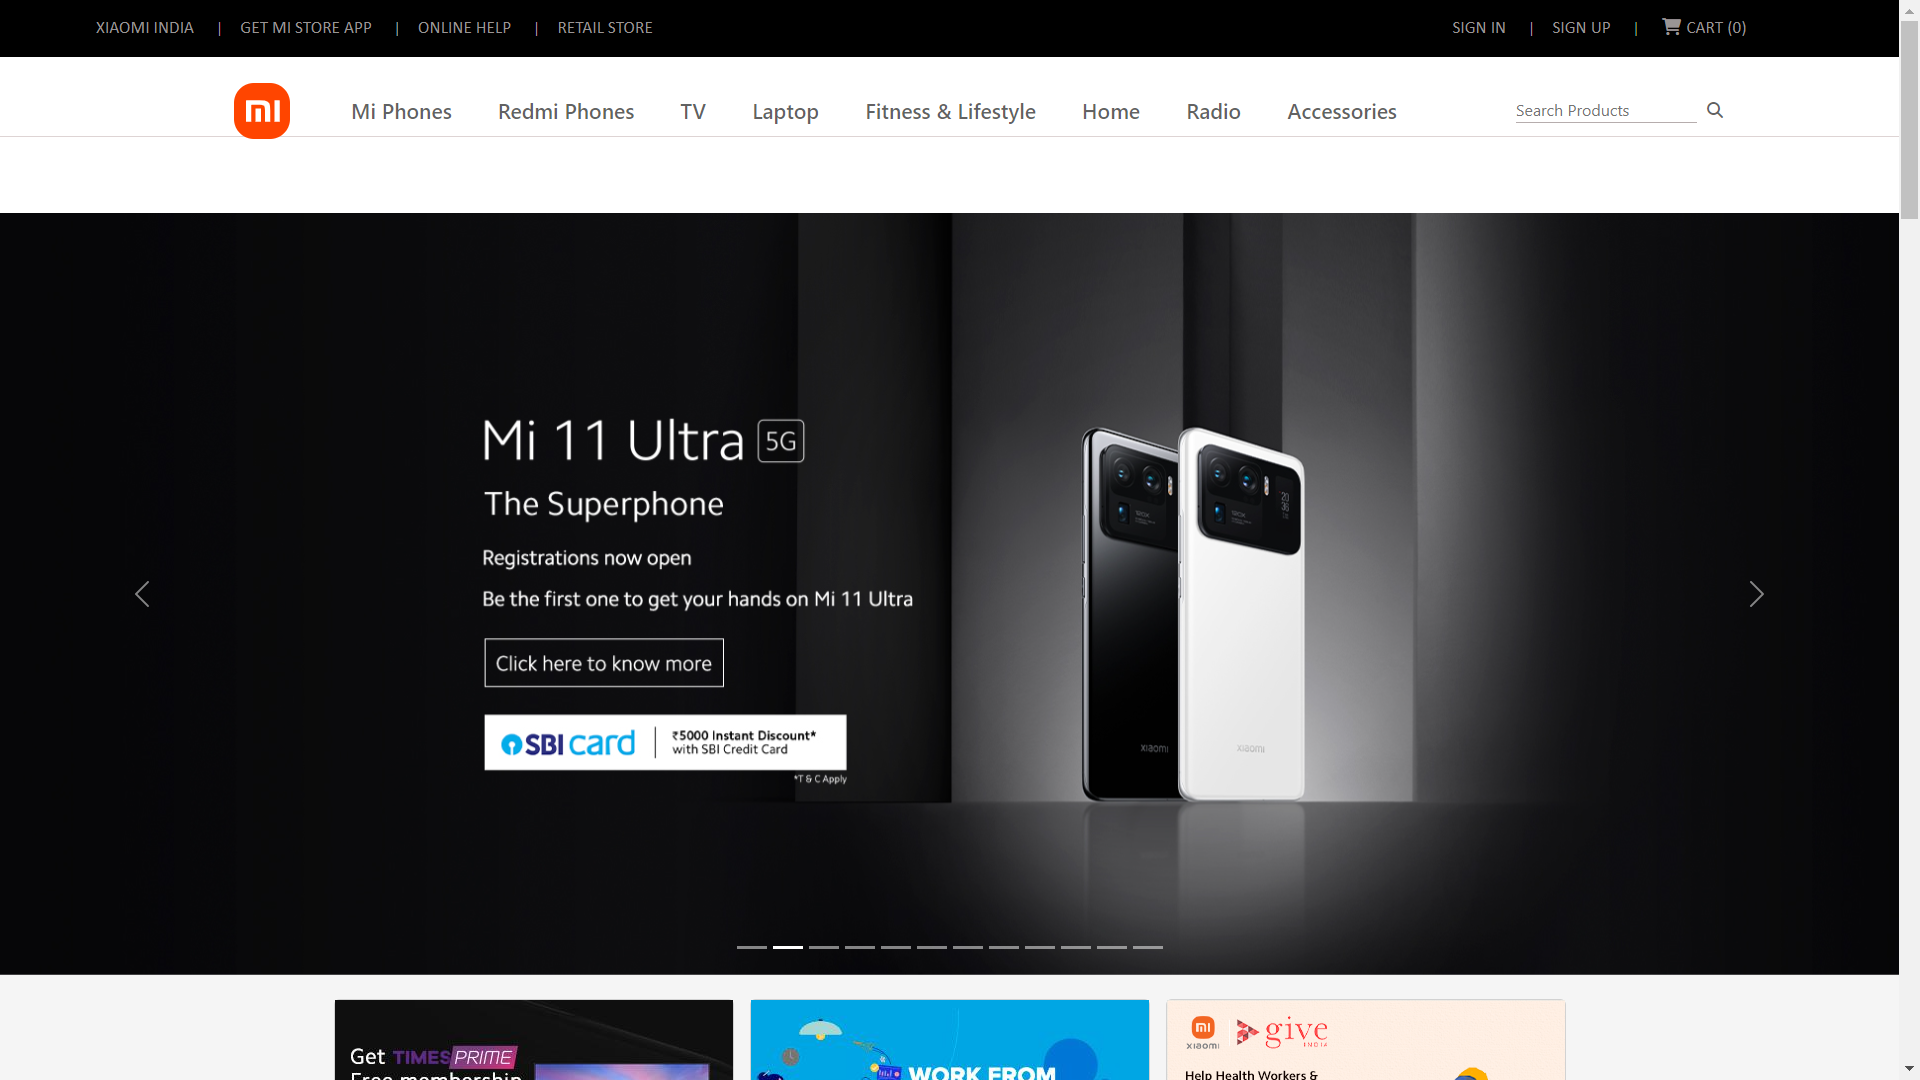 XIAOMI INDIA | GET MI STORE APP | ONLINE HELP | RETAIL STORE
SIGN IN | SIGN UP | CART (0)
mi Mi Phones Redmi Phones TV Laptop Fitness & Lifestyle Home Radio Accessories Search Products
Mi 11 Ultra 5G
The Superphone
Registrations now open
Be the first one to get your hands on Mi 11 Ultra
Click here to know more
SBI card | ₹5000 Instant Discount*
with SBI Credit Card
*T & C Apply
xiaomi xiaomi
Get TIMES PRIME
Free membership
WORK FROM
mi xiaomi give INDIA
Help Health Workers &